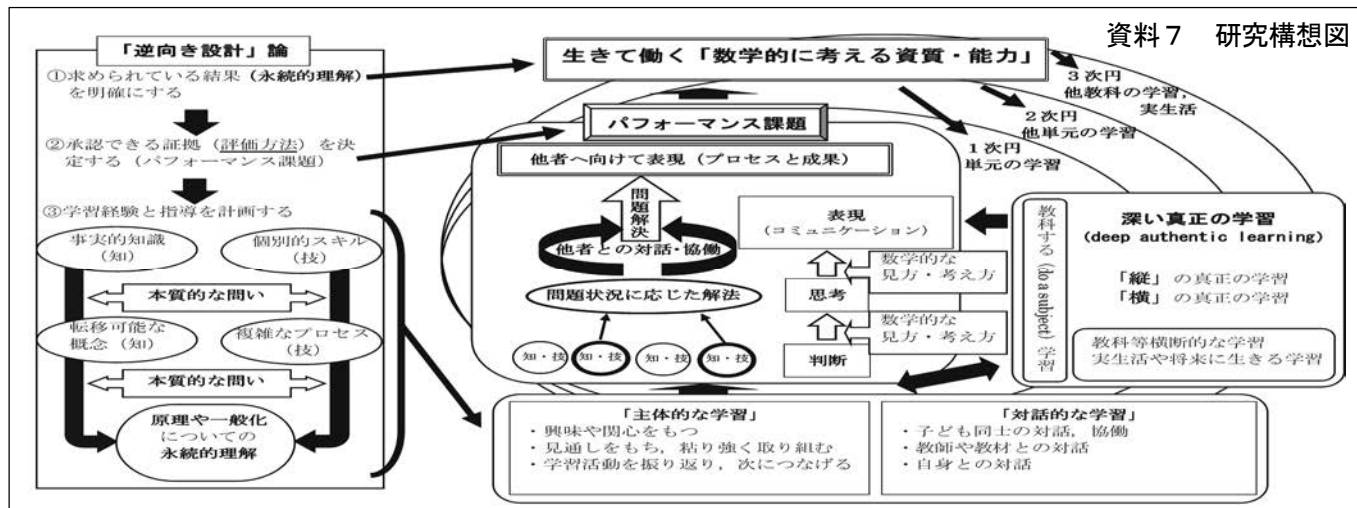 資料7　研究構想図
「逆向き設計」論
①求められている結果（永続的理解）
を明確にする
②承認できる証拠（評価方法）を決
定する（パフォーマンス課題）
③学習経験と指導を計画する
事実的知識
（知）
個別的スキル
（技）
本質的な問い
転移可能な
概念（知）
複雑なプロセス
（技）
本質的な問い
原理や一般化
についての
永続的理解
生きて働く「数学的に考える資質・能力」
3次円
他教科の学習，
実生活
2次円
他単元の学習
1次円
単元の学習
パフォーマンス課題
他者へ向けて表現（プロセスと成果）
問題解決
他者との対話・協働
問題状況に応じた解法
知・技
知・技
知・技
知・技
表現
（コミュニケーション）
数学的な
見方・考え方
思考
数学的な
見方・考え方
判断
教科する（do a subject）学習
深い真正の学習
(deep authentic learning)
「縦」の真正の学習
「横」の真正の学習
教科等横断的な学習
実生活や将来に生きる学習
「主体的な学習」
・興味や関心をもつ
・見通しをもち，粘り強く取り組む
・学習活動を振り返り，次につなげる
「対話的な学習」
・子ども同士の対話，協働
・教師や教材との対話
・自身との対話